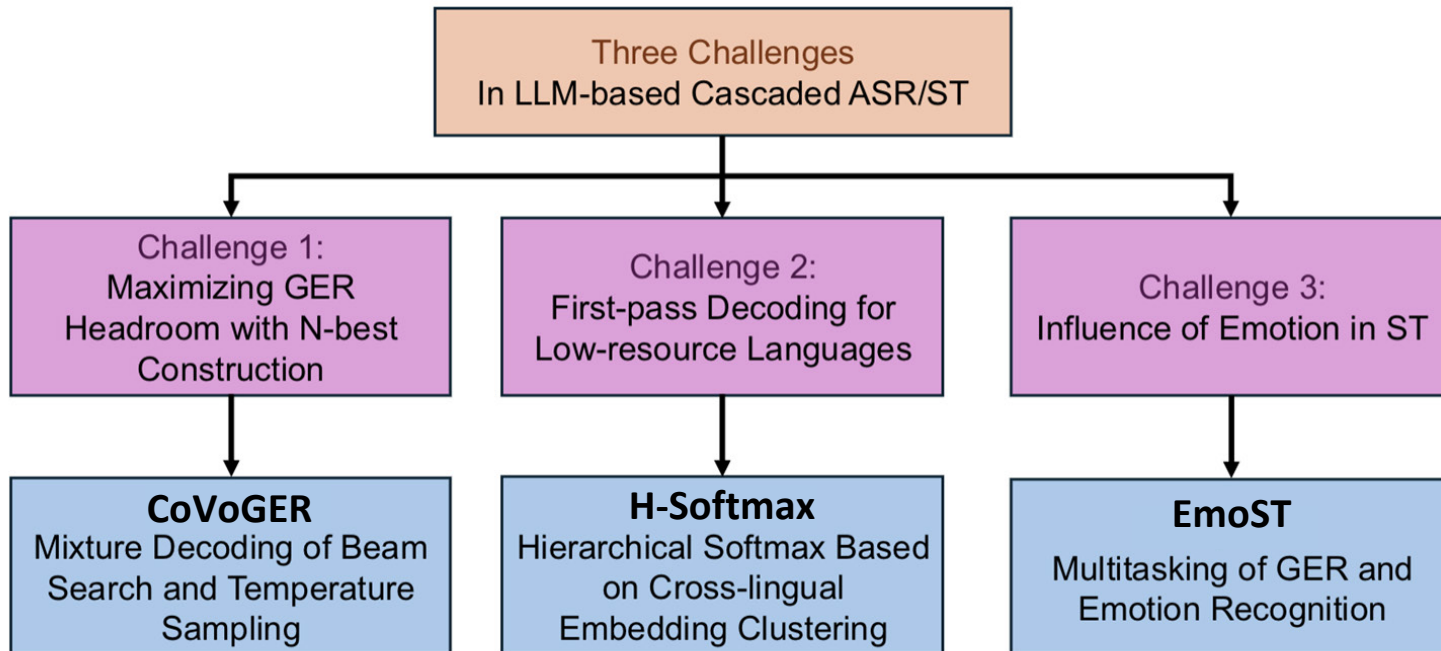 Three Challenges
In LLM-based Cascaded ASR/ST
Challenge 1:
Maximizing GER
Headroom with N-best
Construction
Challenge 2:
First-pass Decoding for
Low-resource Languages
Challenge 3:
Influence of Emotion in ST
CoVoGER
Mixture Decoding of Beam
Search and Temperature
Sampling
H-Softmax
Hierarchical Softmax Based
on Cross-lingual
Embedding Clustering
EmoST
Multitasking of GER and
Emotion Recognition